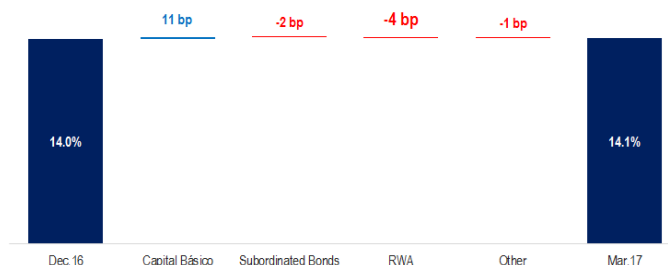 11 bp
-2 bp
-4 bp
-1 bp
14.0%
14.1%
Dec.16
Capital Básico
Subordinated Bonds
RWA
Other
Mar.17